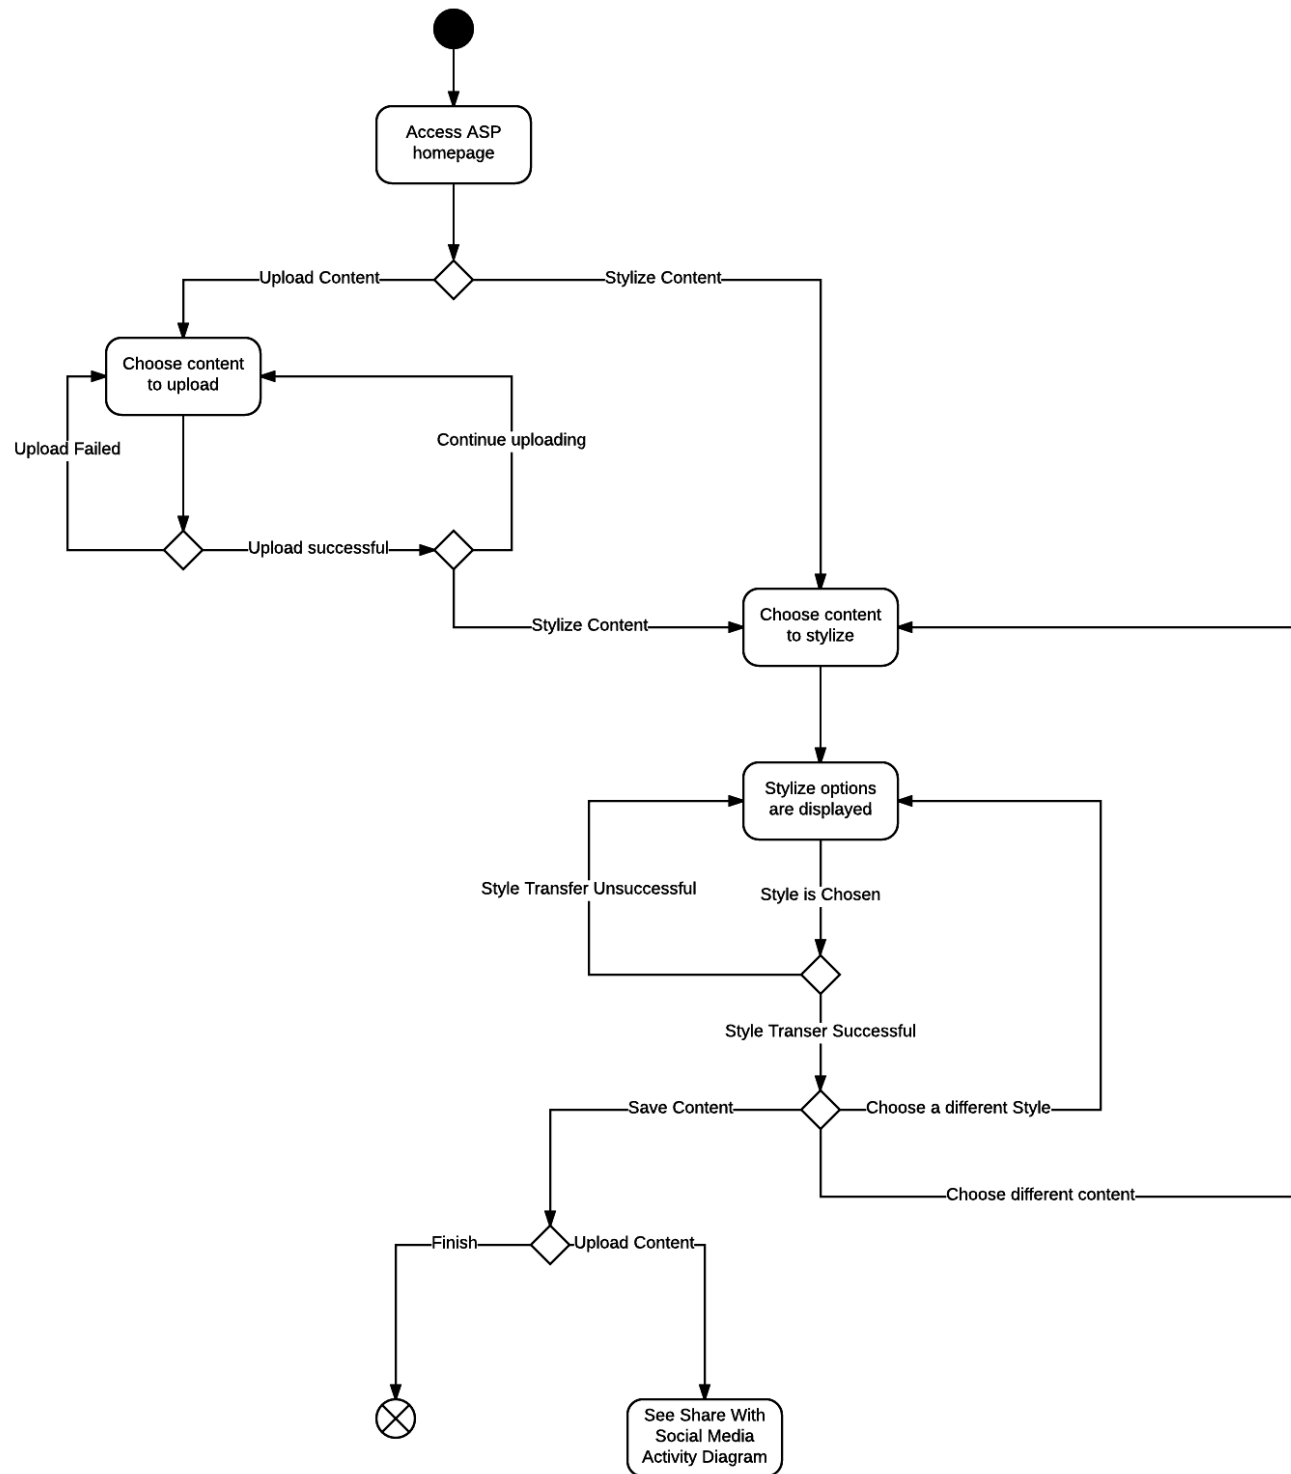 Access ASP
homepage
Upload Content
Stylize Content
Choose content
to upload
Upload Failed
Continue uploading
Upload successful
Stylize Content
Choose content
to stylize
Stylize options
are displayed
Style Transfer Unsuccessful
Style is Chosen
Style Transer Successful
Save Content
Choose a different Style
Choose different content
Finish
Upload Content
See Share With
Social Media
Activity Diagram